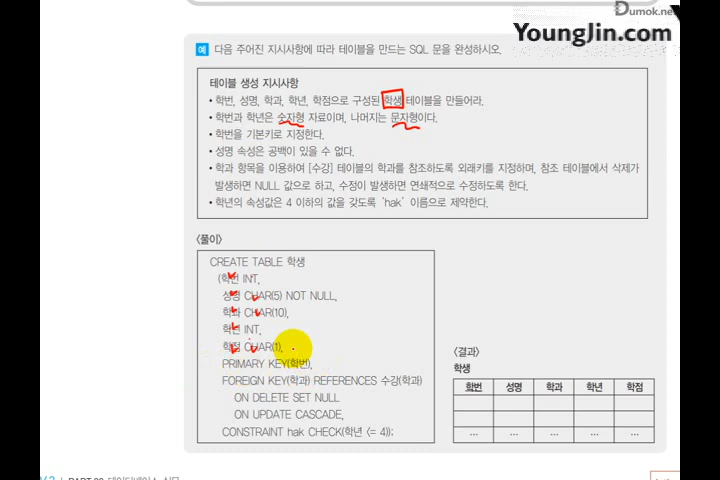 Dumok.ne
YoungJin.com
예 다음 주어진 지시사항에 따라 테이블을 만드는 SQL 문을 완성하시오.
테이블 생성 지시사항
• 학번, 성명, 학과, 학년, 학점으로 구성된 학생 테이블을 만들어라.
• 학번과 학년은 숫자형 자료이며, 나머지는 문자형이다.
• 학번을 기본키로 지정한다.
• 성명 속성은 공백이 있을 수 없다.
• 학과 항목을 이용하여 [수강] 테이블의 학과를 참조하도록 외래키를 지정하며, 참조 테이블에서 삭제가
발생하면 NULL 값으로 하고, 수정이 발생하면 연쇄적으로 수정하도록 한다.
• 학년의 속성값은 4 이하의 값을 갖도록 'hak' 이름으로 제약한다.
〈풀이〉
CREATE TABLE 학생
(학번 INT,
성명 CHAR(5) NOT NULL,
학과 CHAR(10),
학년 INT,
학점 CHAR(1),
PRIMARY KEY(학번),
FOREIGN KEY(학과) REFERENCES 수강(학과)
ON DELETE SET NULL
ON UPDATE CASCADE,
CONSTRAINT hak CHECK(학년 <= 4));
〈결과〉
학생
학번 성명 학과 학년 학점
... ... ... ... ...